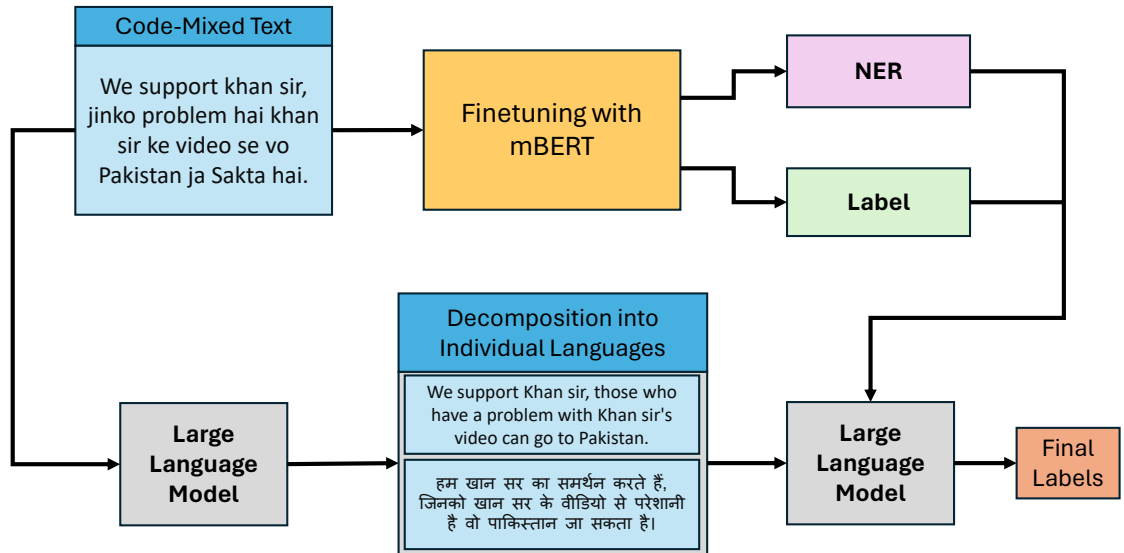 Code-Mixed Text
We support khan sir,
jinko problem hai khan
sir ke video se vo
Pakistan ja Sakta hai.
Finetuning with
mBERT
NER
Label
Decomposition into
Individual Languages
We support Khan sir, those who
have a problem with Khan sir's
video can go to Pakistan.
हम खान सर का समर्थन करते हैं,
जिनको खान सर के वीडियो से परेशानी
है वो पाकिस्तान जा सकता है।
Large
Language
Model
Large
Language
Model
Final
Labels